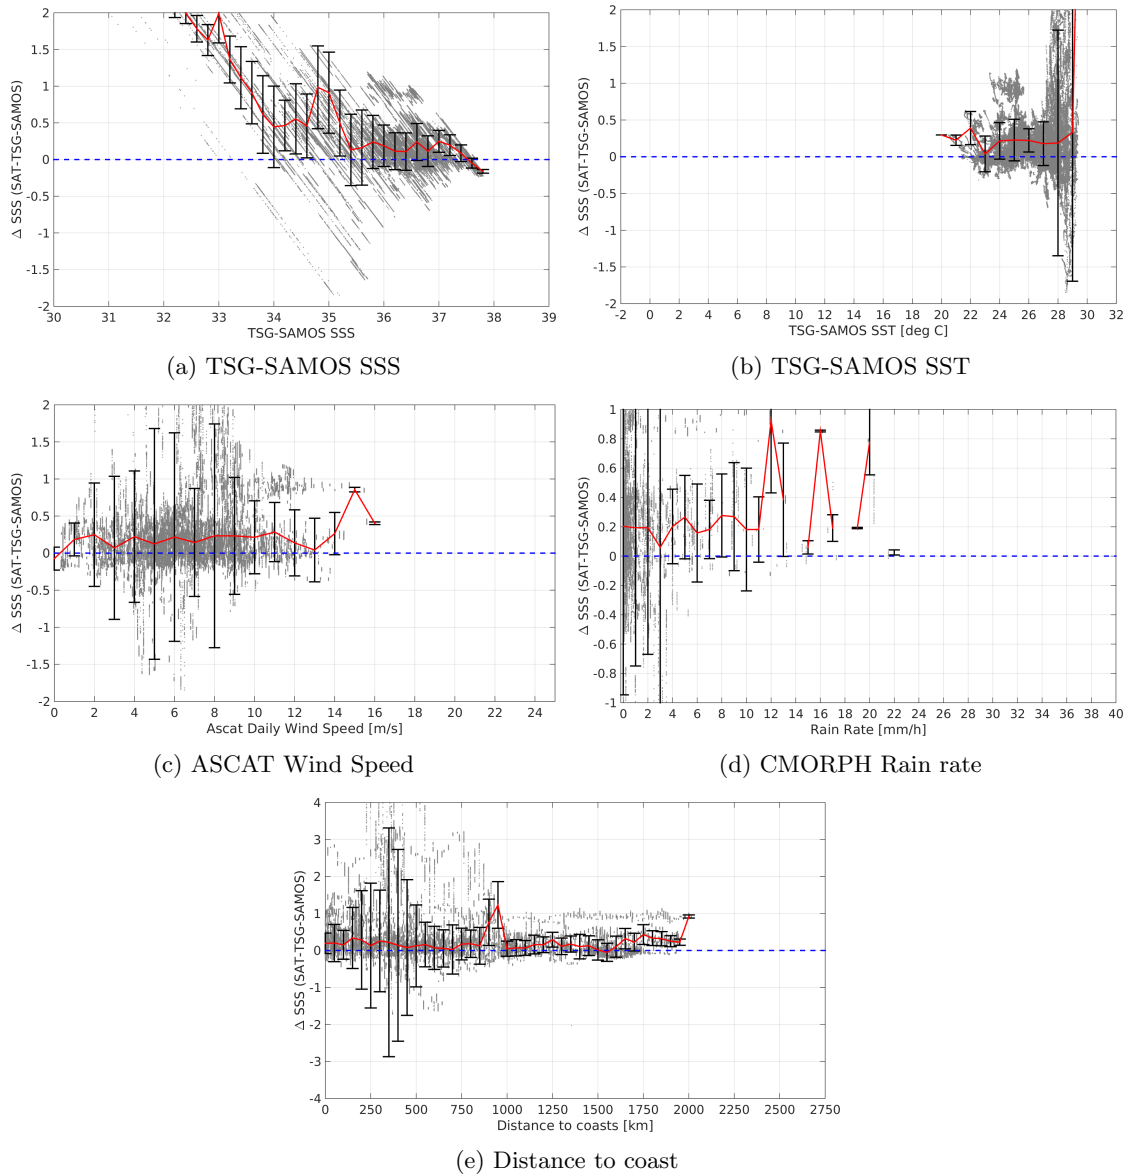 2
1.5
1
0.5
0
-0.5
-1
-1.5
-2
Δ SSS (SAT-TSG-SAMOS)
30 31 32 33 34 35 36 37 38 39
TSG-SAMOS SSS
(a) TSG-SAMOS SSS
2
1.5
1
0.5
0
-0.5
-1
-1.5
-2
Δ SSS (SAT-TSG-SAMOS)
-2 0 2 4 6 8 10 12 14 16 18 20 22 24 26 28 30 32
TSG-SAMOS SST [deg C]
(b) TSG-SAMOS SST
2
1.5
1
0.5
0
-0.5
-1
-1.5
-2
Δ SSS (SAT-TSG-SAMOS)
0 2 4 6 8 10 12 14 16 18 20 22 24
Ascat Daily Wind Speed [m/s]
(c) ASCAT Wind Speed
1
0.8
0.6
0.4
0.2
0
-0.2
-0.4
-0.6
-0.8
-1
Δ SSS (SAT-TSG-SAMOS)
0 2 4 6 8 10 12 14 16 18 20 22 24 26 28 30 32 34 36 38 40
Rain Rate [mm/h]
(d) CMORPH Rain rate
4
3
2
1
0
-1
-2
-3
-4
Δ SSS (SAT-TSG-SAMOS)
0 250 500 750 1000 1250 1500 1750 2000 2250 2500 2750
Distance to coasts [km]
(e) Distance to coast